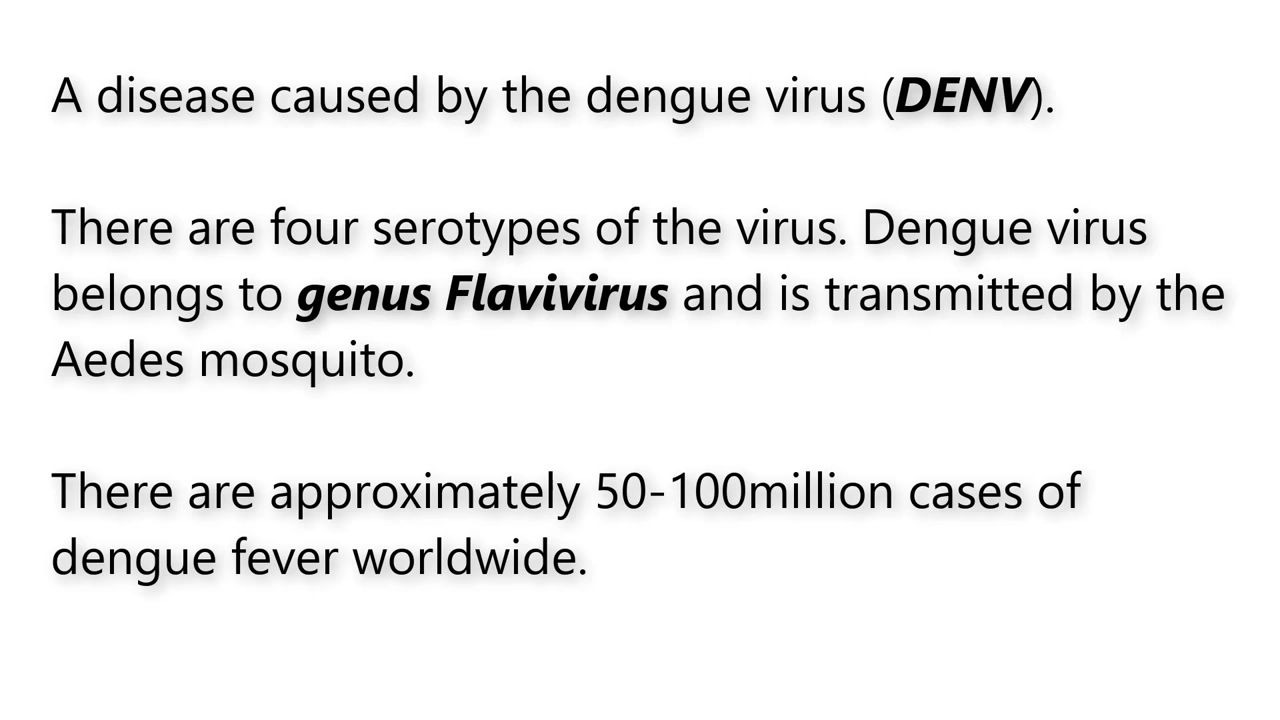 A disease caused by the dengue virus (DENV).
There are four serotypes of the virus. Dengue virus
belongs to genus Flavivirus and is transmitted by the
Aedes mosquito.
There are approximately 50-100million cases of
dengue fever worldwide.